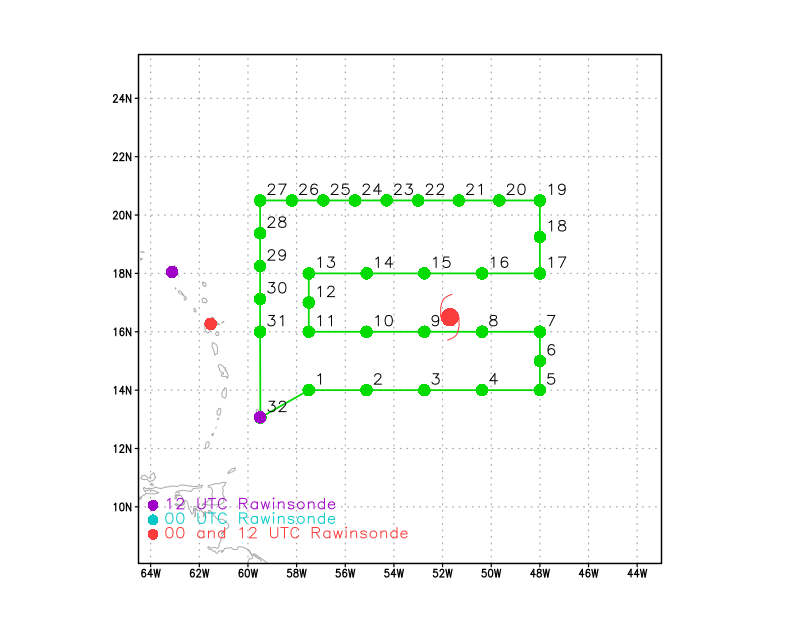 24N
22N
20N
18N
16N
14N
12N
10N
27 26 25 24 23 22 21 20 19
28 18
29 13 14 15 16 17
30 12
31 11 10 9 8 7
6
32 1 2 3 4 5
12 UTC Rawinsonde
00 UTC Rawinsonde
00 and 12 UTC Rawinsonde
64W 62W 60W 58W 56W 54W 52W 50W 48W 46W 44W